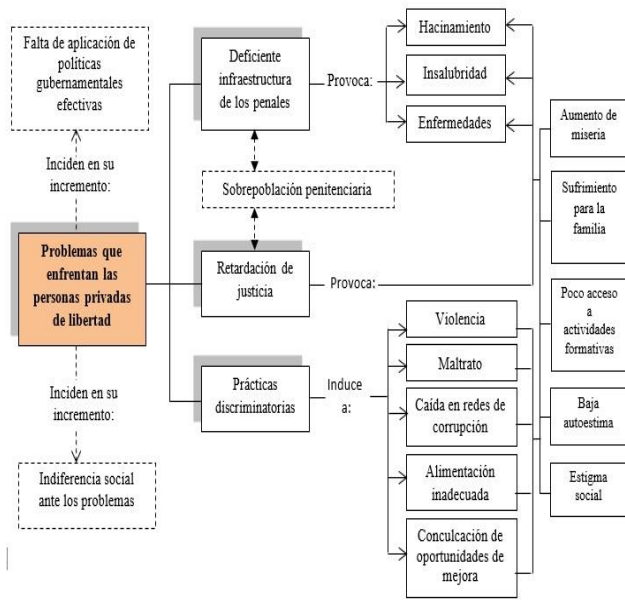 Falta de aplicación de
políticas
gubernamentales
efectivas
Inciden en su
incremento:
Problemas que
enfrentan las
personas privadas
de libertad
Inciden en su
incremento:
Indiferencia social
ante los problemas
Deficiente
infraestructura
de los penales
Provoca:
Sobrepoblación penitenciaria
Retardación de
justicia
Provoca:
Prácticas
discriminatorias
Induce
a:
Hacinamiento
Insalubridad
Enfermedades
Violencia
Maltrato
Caída en redes de
corrupción
Alimentación
inadecuada
Conculcación de
oportunidades de
mejora
Aumento de
miseria
Sufrimiento
para la
familia
Poco acceso
a
actividades
formativas
Baja
autoestima
Estigma
social